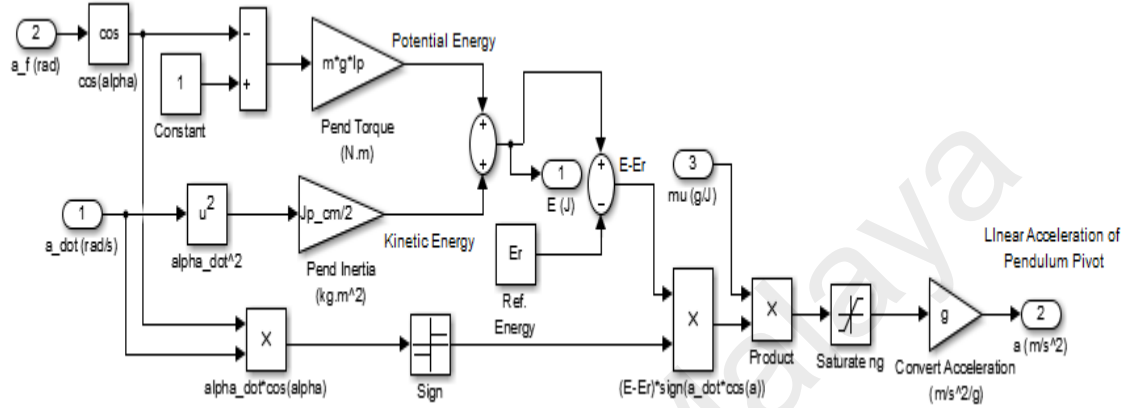 2
a_f (rad)
cos
cos(alpha)
1
Constant
−
+
m*g*lp
Pend Torque
(N.m)
Potential Energy
1
a_dot (rad/s)
u²
alpha_dot^2
Jp_cm/2
Pend Inertia
(kg.m^2)
Kinetic Energy
+
+
1
E (J)
+
−
E-Er
Er
Ref.
Energy
3
mu (g/J)
×
alpha_dot*cos(alpha)
Sign
×
(E-Er)*sign(a_dot*cos(a))
×
Product
Saturate ng
g
Convert Acceleration
(m/s^2/g)
LInear Acceleration of
Pendulum Pivot
2
a (m/s^2)
Malaya